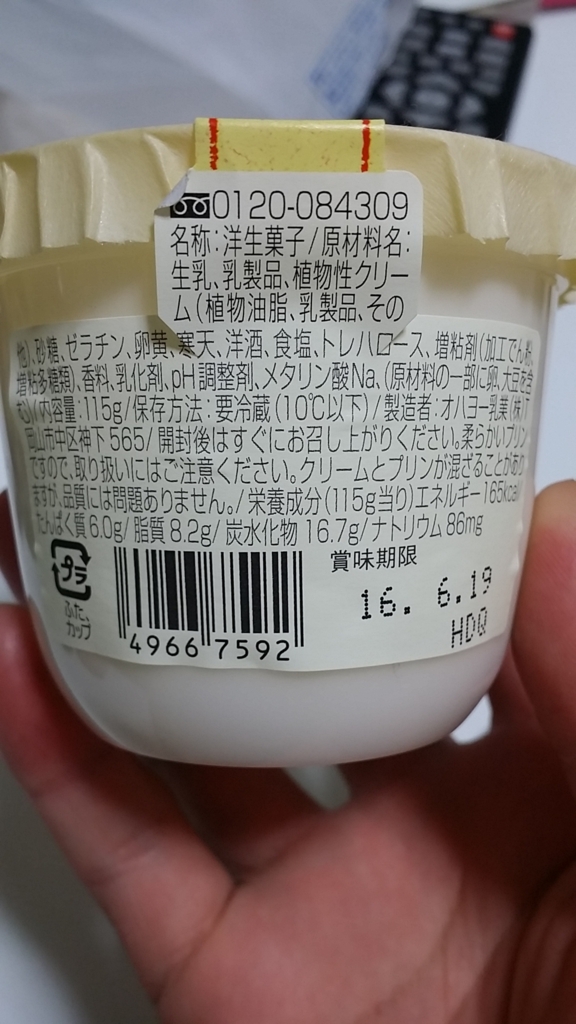 0120-084309
名称:洋生菓子/原材料名:
生乳、乳製品、植物性クリー
ム(植物油脂、乳製品、その
他)、砂糖、ゼラチン、卵黄、寒天、洋酒、食塩、トレハロース、増粘剤(加工でん粉、
増粘多糖類)、香料、乳化剤、pH調整剤、メタリン酸Na、(原材料の一部に卵、大豆を含
む)/内容量:115g/保存方法:要冷蔵(10℃以下)/製造者:オハヨー乳業(株)
岡山市中区神下565/開封後はすぐにお召し上がりください。柔らかいプリン
ですので、取り扱いにはご注意ください。クリームとプリンが混ざることがあり
ますが、品質には問題ありません。/栄養成分(115g当り)エネルギー165kcal/
たんぱく質6.0g/脂質8.2g/炭水化物16.7g/ナトリウム86mg
プラ
ふた、
カップ
4966 7592
賞味期限
16. 6.19
HDQ